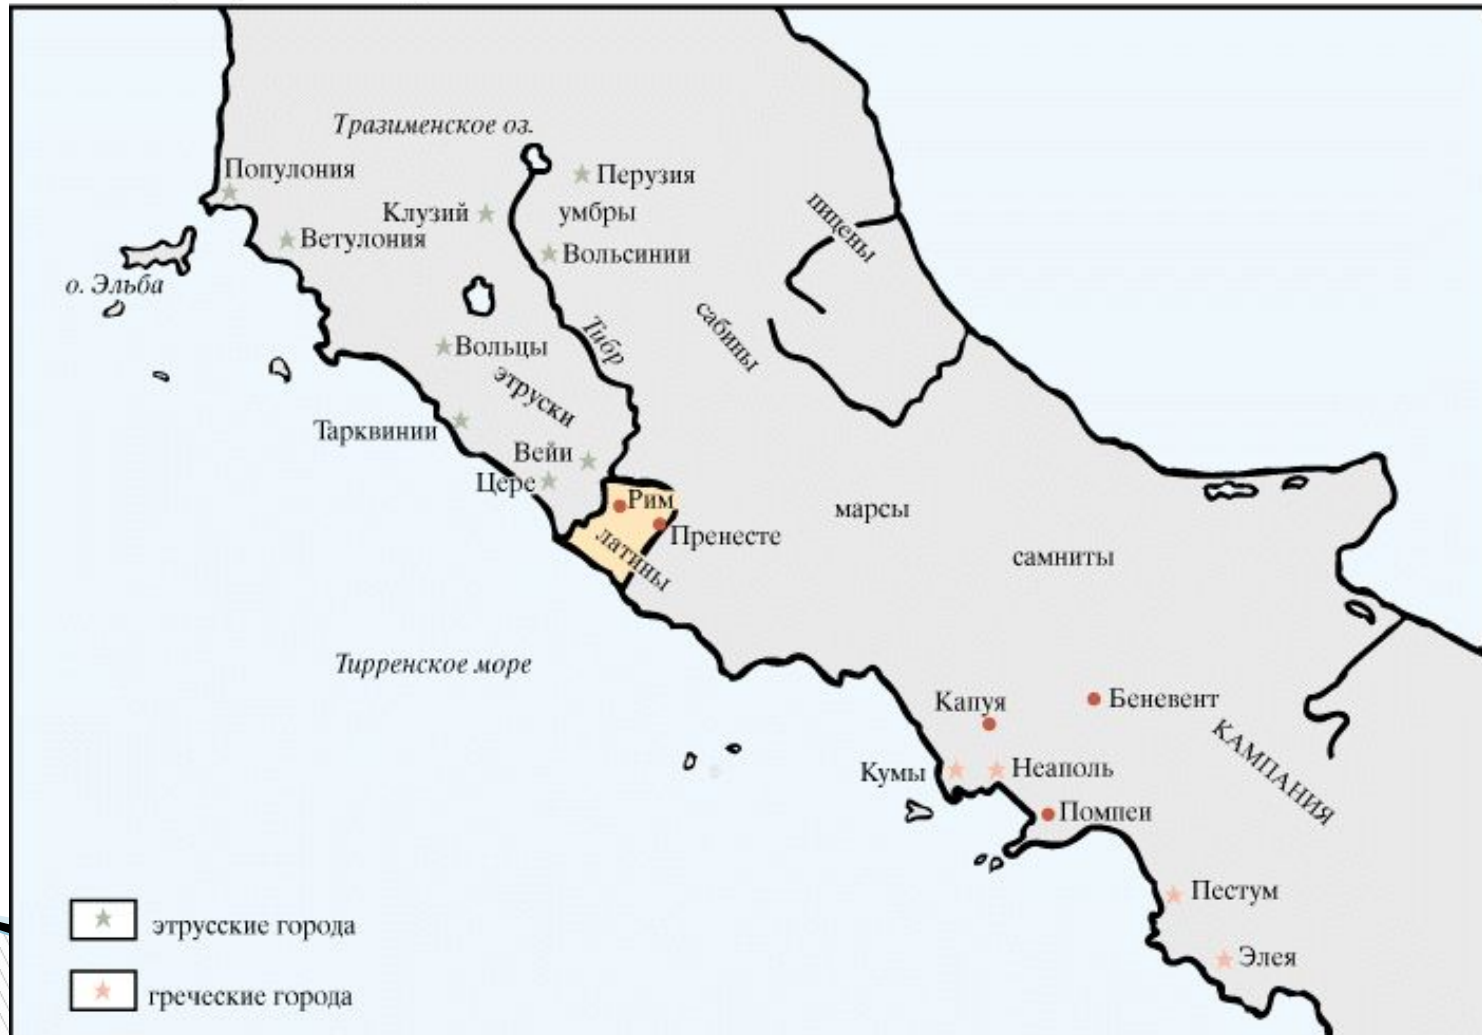 Тразименское оз.
Популония
Перузия
Клузий
умбры
Ветулония
Вольсинии
пицены
о. Эльба
сабины
Тибр
Вольцы
этруски
Тарквинии
Вейи
Цере
Рим
Пренесте
латины
марсы
самниты
Тирренское море
Капуя
Беневент
КАМПАНИЯ
Кумы
Неаполь
Помпеи
Пестум
Элея
этрусские города
греческие города